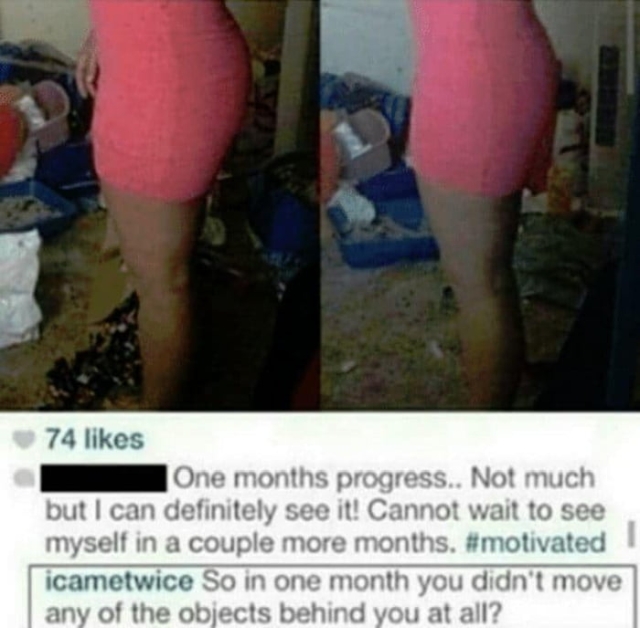 74 likes
One months progress.. Not much
but I can definitely see it! Cannot wait to see
myself in a couple more months. #motivated
icametwice So in one month you didn't move
any of the objects behind you at all?